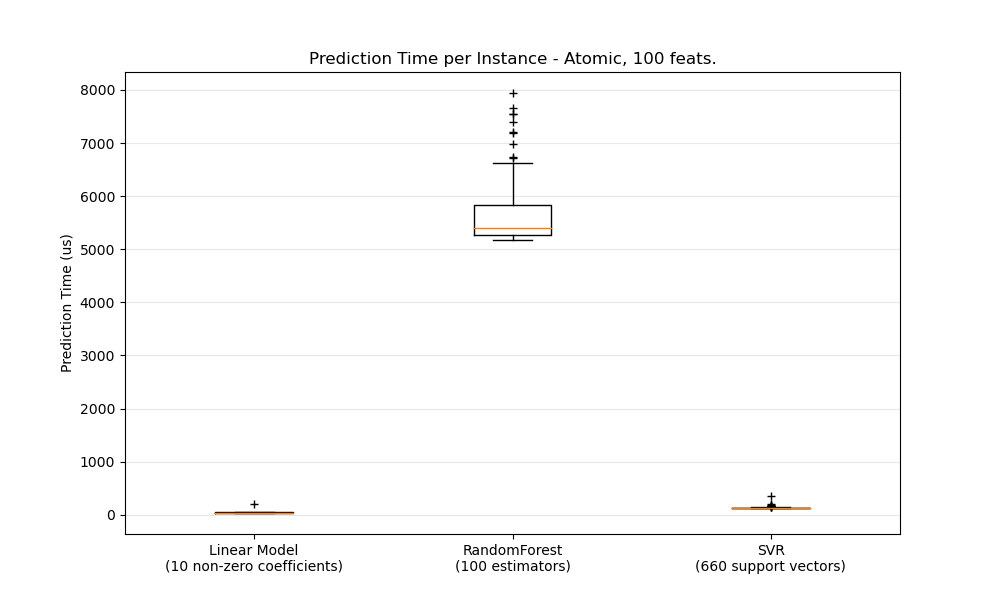 Prediction Time per Instance - Atomic, 100 feats.
Prediction Time (us)
8000
7000
6000
5000
4000
3000
2000
1000
0
Linear Model
(10 non-zero coefficients)
RandomForest
(100 estimators)
SVR
(660 support vectors)